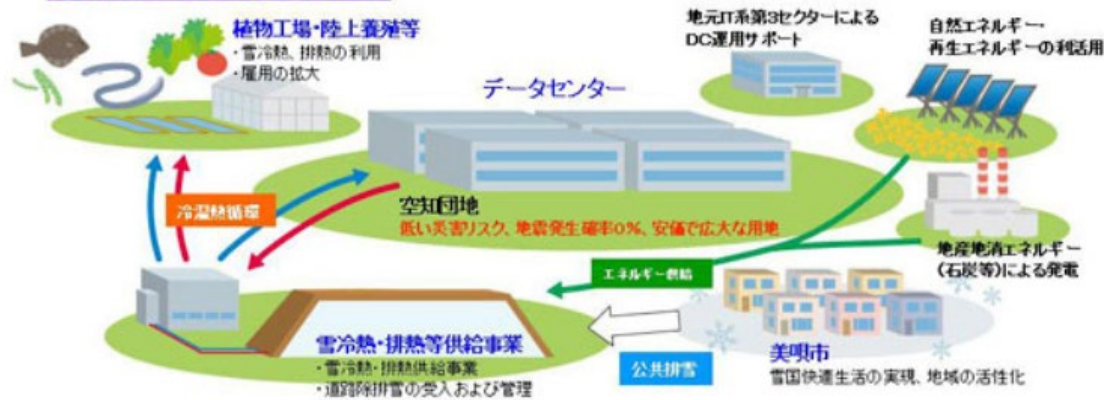 植物工場・陸上養殖等
・雪冷熱、排熱の利用
・雇用の拡大
地元IT系第3セクターによる
DC運用サポート
自然エネルギー・
再生エネルギーの利活用
データセンター
冷温熱循環
空知団地
低い災害リスク、地震発生確率0%、安価で広大な用地
エネルギー供給
地産地消エネルギー
(石炭等)による発電
雪冷熱・排熱等供給事業
・雪冷熱・排熱供給事業
・道路除排雪の受入および管理
公共排雪
美唄市
雪国快適生活の実現、地域の活性化